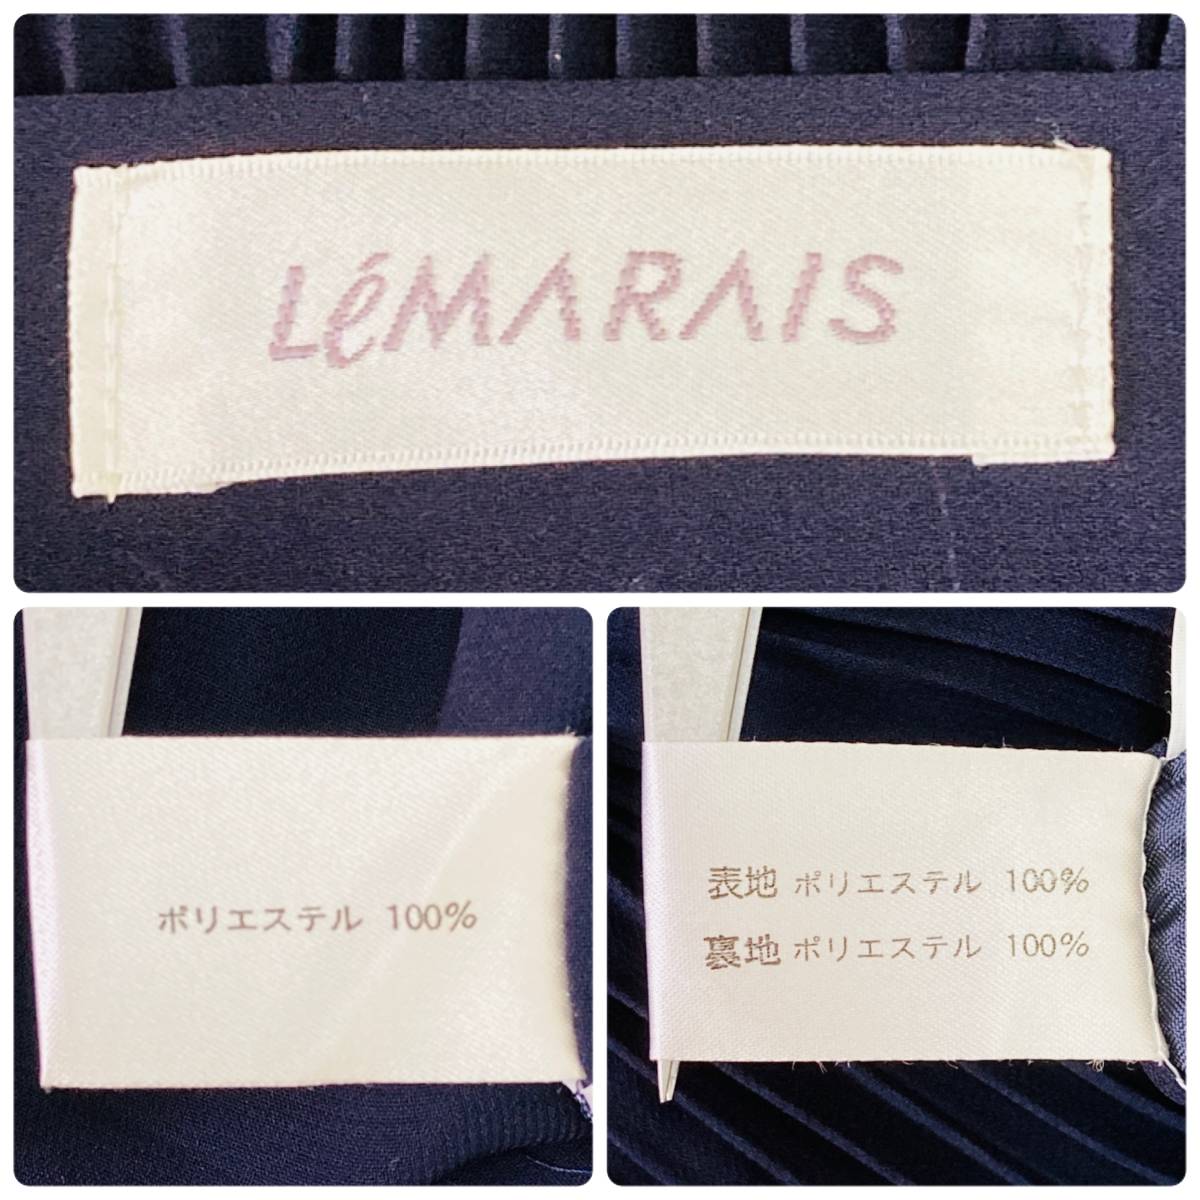 LéMARAIS
ポリエステル 100%
表地 ポリエステル 100%
裏地 ポリエステル 100%